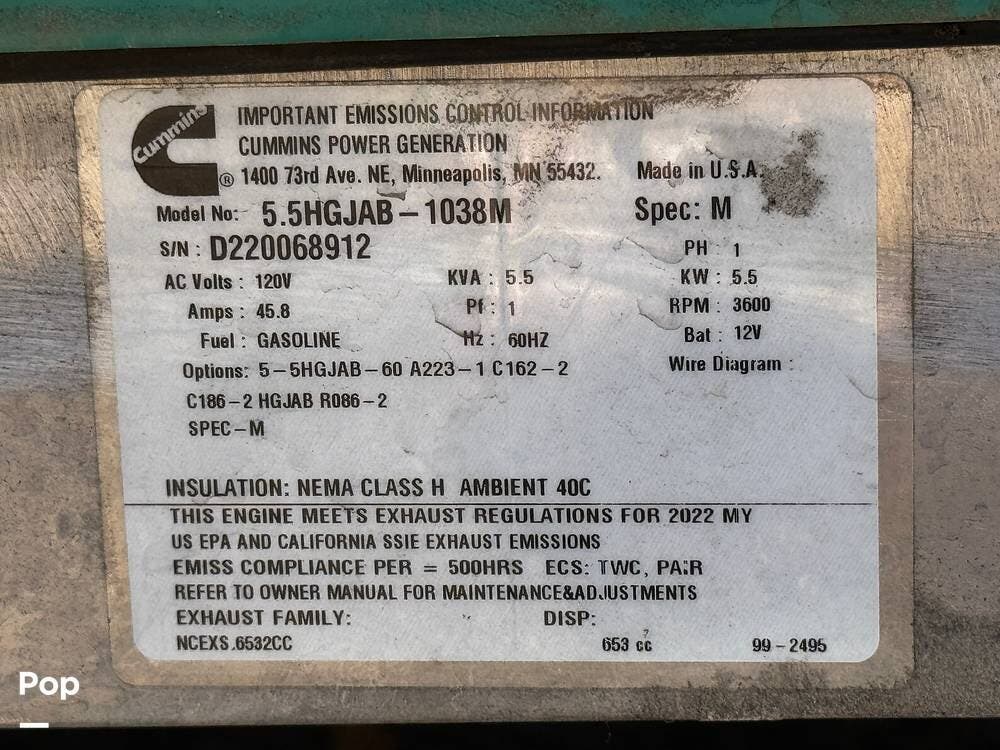 Cummins
IMPORTANT EMISSIONS CONTROL INFORMATION
CUMMINS POWER GENERATION
® 1400 73rd Ave. NE, Minneapolis, MN 55432. Made in U.S.A.
Model No: 5.5HGJAB-1038M Spec: M
S/N : D220068912 PH : 1
AC Volts : 120V KVA : 5.5 KW : 5.5
Amps : 45.8 Pf : 1 RPM : 3600
Fuel : GASOLINE Hz : 60HZ Bat : 12V
Options: 5-5HGJAB-60 A223-1 C162-2 Wire Diagram :
C186-2 HGJAB R086-2
SPEC-M
INSULATION: NEMA CLASS H AMBIENT 40C
THIS ENGINE MEETS EXHAUST REGULATIONS FOR 2022 MY
US EPA AND CALIFORNIA SSIE EXHAUST EMISSIONS
EMISS COMPLIANCE PER = 500HRS ECS: TWC, PAIR
REFER TO OWNER MANUAL FOR MAINTENANCE&ADJUSTMENTS
EXHAUST FAMILY: DISP:
NCEXS.6532CC 653 cc 99-2495
Pop